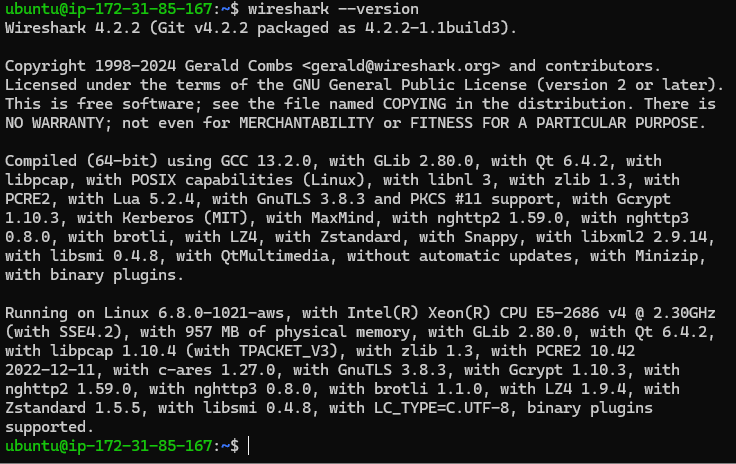 ubuntu@ip-172-31-85-167:~$ wireshark --version
Wireshark 4.2.2 (Git v4.2.2 packaged as 4.2.2-1.1build3).
Copyright 1998-2024 Gerald Combs <gerald@wireshark.org> and contributors.
Licensed under the terms of the GNU General Public License (version 2 or later).
This is free software; see the file named COPYING in the distribution. There is
NO WARRANTY; not even for MERCHANTABILITY or FITNESS FOR A PARTICULAR PURPOSE.
Compiled (64-bit) using GCC 13.2.0, with GLib 2.80.0, with Qt 6.4.2, with
libpcap, with POSIX capabilities (Linux), with libnl 3, with zlib 1.3, with
PCRE2, with Lua 5.2.4, with GnuTLS 3.8.3 and PKCS #11 support, with Gcrypt
1.10.3, with Kerberos (MIT), with MaxMind, with nghttp2 1.59.0, with nghttp3
0.8.0, with brotli, with LZ4, with Zstandard, with Snappy, with libxml2 2.9.14,
with libsmi 0.4.8, with QtMultimedia, without automatic updates, with Minizip,
with binary plugins.
Running on Linux 6.8.0-1021-aws, with Intel(R) Xeon(R) CPU E5-2686 v4 @ 2.30GHz
(with SSE4.2), with 957 MB of physical memory, with GLib 2.80.0, with Qt 6.4.2,
with libpcap 1.10.4 (with TPACKET_V3), with zlib 1.3, with PCRE2 10.42
2022-12-11, with c-ares 1.27.0, with GnuTLS 3.8.3, with Gcrypt 1.10.3, with
nghttp2 1.59.0, with nghttp3 0.8.0, with brotli 1.1.0, with LZ4 1.9.4, with
Zstandard 1.5.5, with libsmi 0.4.8, with LC_TYPE=C.UTF-8, binary plugins
supported.
ubuntu@ip-172-31-85-167:~$